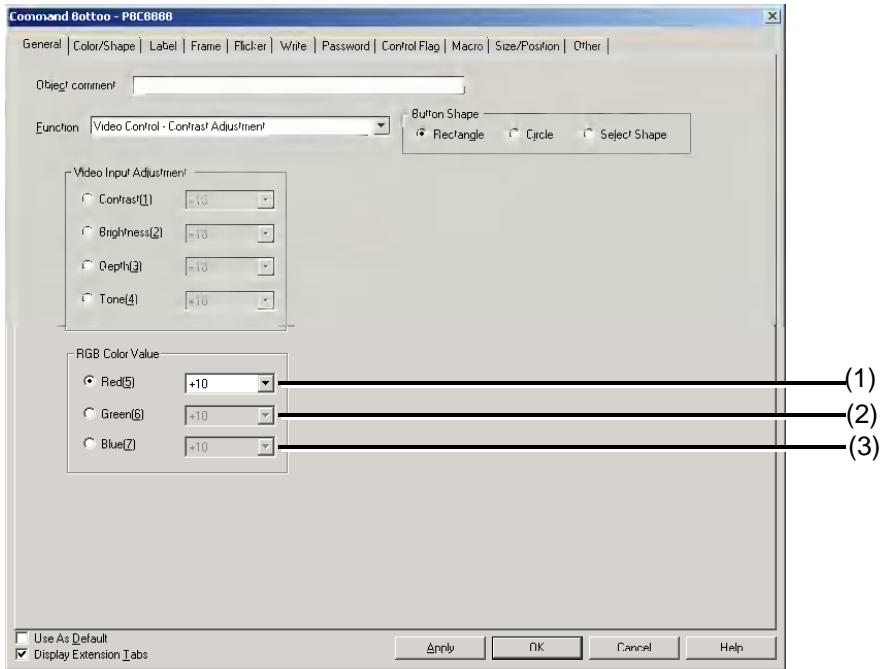 Command Button - PBC0000
General Color/Shape Label Frame Flicker Write Password Control Flag Macro Size/Position Other
Object comment
Function Video Control - Contrast Adjustment
Button Shape
Rectangle Circle Select Shape
Video Input Adjustment
Contrast(1) +10
Brightness(2) +10
Depth(3) +10
Tone(4) +10
RGB Color Value
Red(5) +10 (1)
Green(6) +10 (2)
Blue(7) +10 (3)
Use As Default
Display Extension Tabs
Apply OK Cancel Help